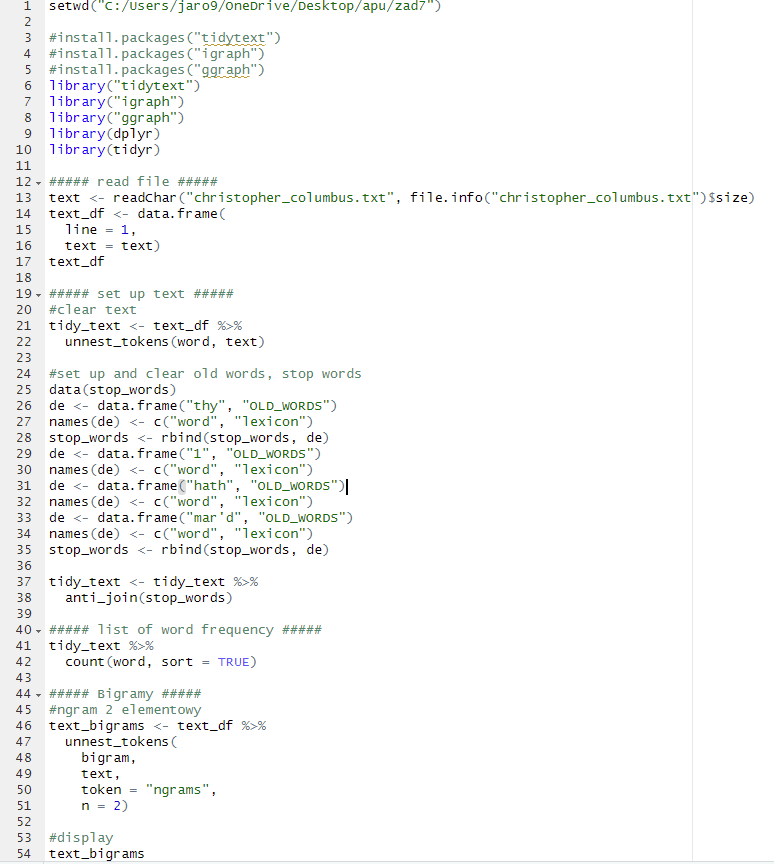 1 setwd("C:/Users/jaro9/OneDrive/Desktop/apu/zad7")
2
3 #install.packages("tidytext")
4 #install.packages("igraph")
5 #install.packages("ggraph")
6 library("tidytext")
7 library("igraph")
8 library("ggraph")
9 library(dplyr)
10 library(tidyr)
11
12 ##### read file #####
13 text <- readChar("christopher_columbus.txt", file.info("christopher_columbus.txt")$size)
14 text_df <- data.frame(
15   line = 1,
16   text = text)
17 text_df
18
19 ##### set up text #####
20 #clear text
21 tidy_text <- text_df %>%
22   unnest_tokens(word, text)
23
24 #set up and clear old words, stop words
25 data(stop_words)
26 de <- data.frame("thy", "OLD_WORDS")
27 names(de) <- c("word", "lexicon")
28 stop_words <- rbind(stop_words, de)
29 de <- data.frame("1", "OLD_WORDS")
30 names(de) <- c("word", "lexicon")
31 de <- data.frame("hath", "OLD_WORDS")
32 names(de) <- c("word", "lexicon")
33 de <- data.frame("mar'd", "OLD_WORDS")
34 names(de) <- c("word", "lexicon")
35 stop_words <- rbind(stop_words, de)
36
37 tidy_text <- tidy_text %>%
38   anti_join(stop_words)
39
40 ##### list of word frequency #####
41 tidy_text %>%
42   count(word, sort = TRUE)
43
44 ##### Bigramy #####
45 #ngram 2 elementowy
46 text_bigrams <- text_df %>%
47   unnest_tokens(
48     bigram,
49     text,
50     token = "ngrams",
51     n = 2)
52
53 #display
54 text_bigrams